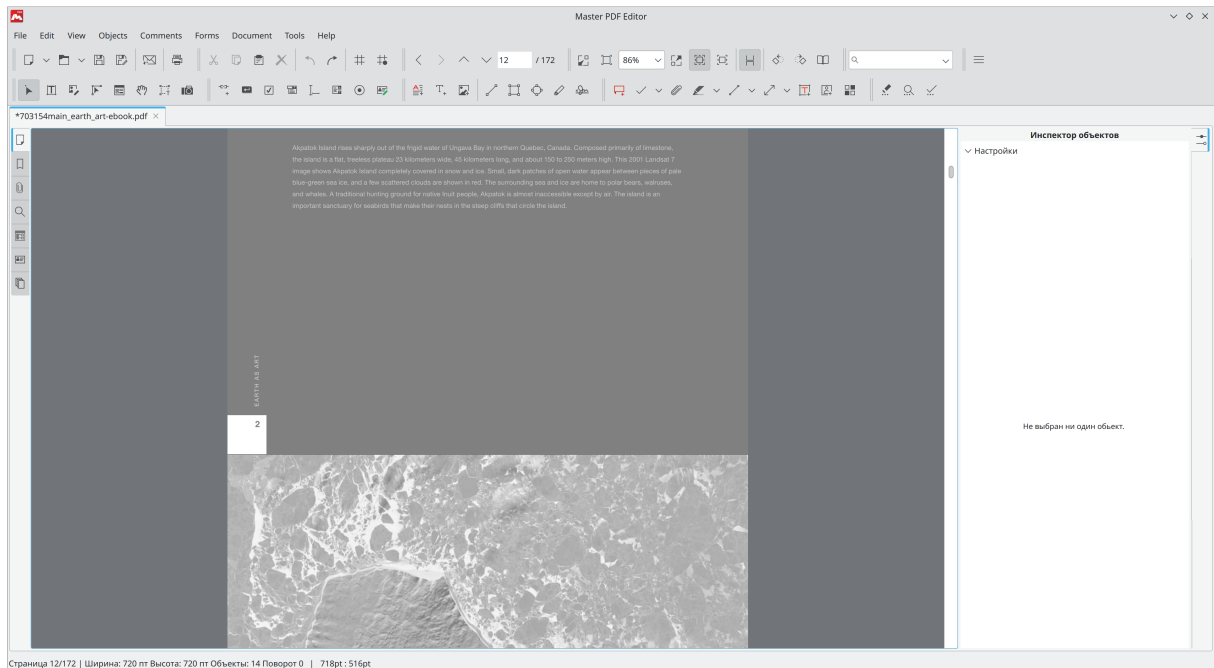 Master PDF Editor
File Edit View Objects Comments Forms Document Tools Help
12 / 172 86%
*703154main_earth_art-ebook.pdf
Инспектор объектов
Настройки
Akpatok Island rises sharply out of the frigid water of Ungava Bay in northern Quebec, Canada. Composed primarily of limestone,
the island is a flat, treeless plateau 23 kilometers wide, 45 kilometers long, and about 150 to 250 meters high. This 2001 Landsat 7
image shows Akpatok Island completely covered in snow and ice. Small, dark patches of open water appear between pieces of pale
blue-green sea ice, and a few scattered clouds are shown in red. The surrounding sea and ice are home to polar bears, walruses,
and whales. A traditional hunting ground for native Inuit people, Akpatok is almost inaccessible except by air. The island is an
important sanctuary for seabirds that make their nests in the steep cliffs that circle the island.
EARTH AS ART
2
Не выбран ни один объект.
Страница 12/172 | Ширина: 720 пт Высота: 720 пт Объекты: 14 Поворот 0 | 718pt : 516pt